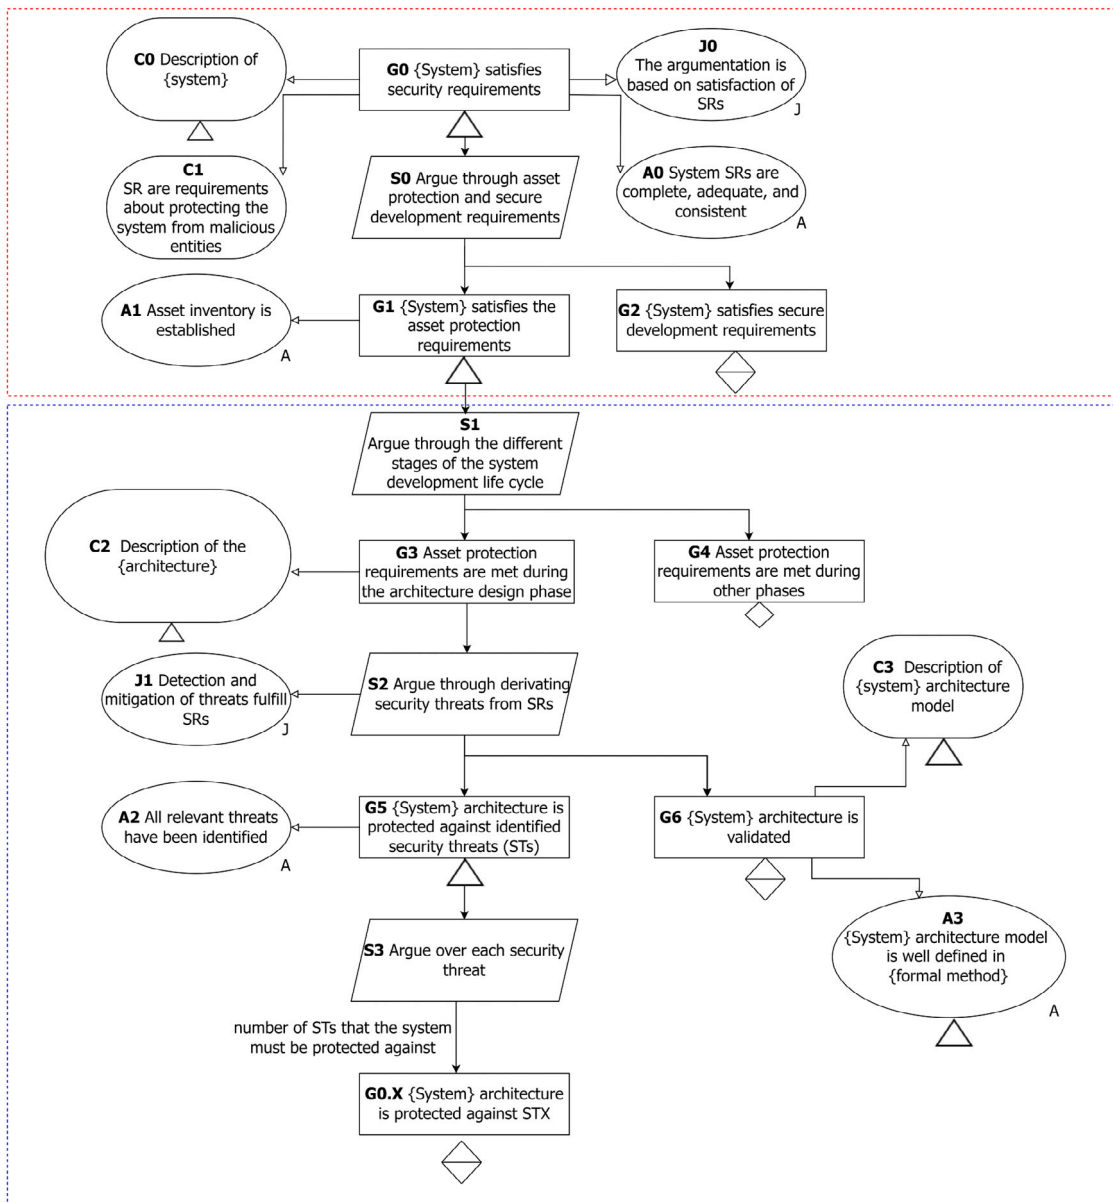 C0 Description of
{system}
G0 {System} satisfies
security requirements
J0
The argumentation is
based on satisfaction of
SRs
J
C1
SR are requirements
about protecting the
system from malicious
entities
S0 Argue through asset
protection and secure
development requirements
A0 System SRs are
complete, adequate, and
consistent
A
A1 Asset inventory is
established
A
G1 {System} satisfies the
asset protection
requirements
G2 {System} satisfies secure
development requirements
S1
Argue through the different
stages of the system
development life cycle
C2 Description of the
{architecture}
G3 Asset protection
requirements are met during
the architecture design phase
G4 Asset protection
requirements are met during
other phases
J1 Detection and
mitigation of threats fulfill
SRs
J
S2 Argue through derivating
security threats from SRs
C3 Description of
{system} architecture
model
A2 All relevant threats
have been identified
A
G5 {System} architecture is
protected against identified
security threats (STs)
G6 {System} architecture is
validated
A3
{System} architecture model
is well defined in
{formal method}
A
S3 Argue over each security
threat
number of STs that the system
must be protected against
G0.X {System} architecture
is protected against STX